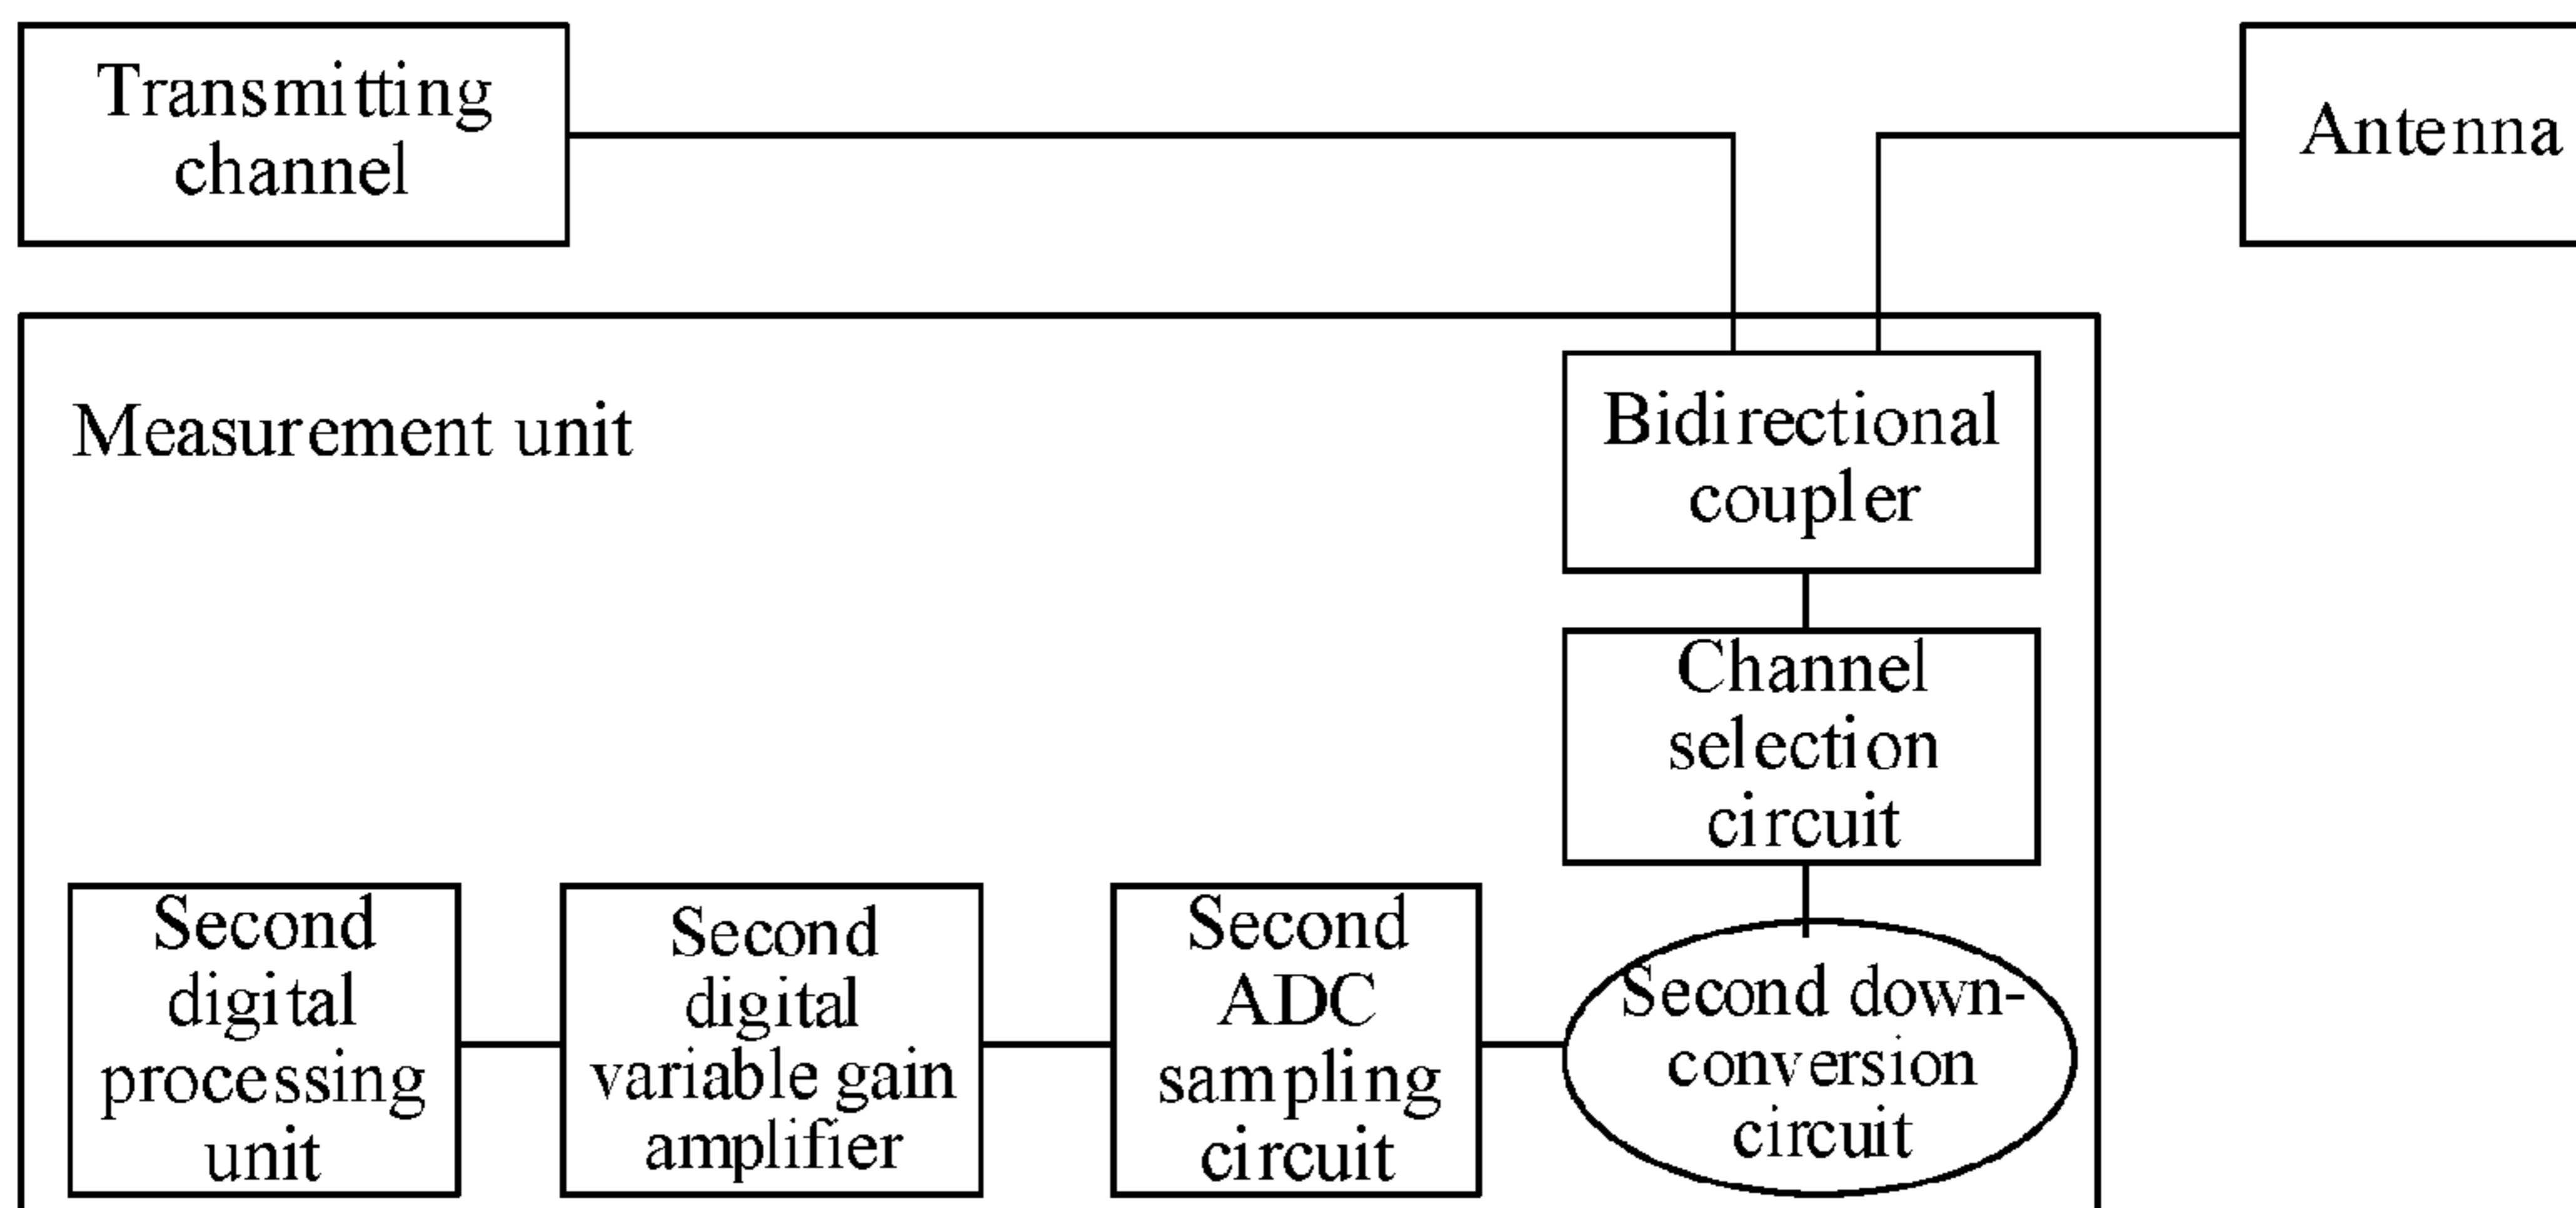 Transmitting
channel
Antenna
Measurement unit
Bidirectional
coupler
Channel
selection
circuit
Second
digital
processing
unit
Second
digital
variable gain
amplifier
Second
ADC
sampling
circuit
Second down-
conversion
circuit